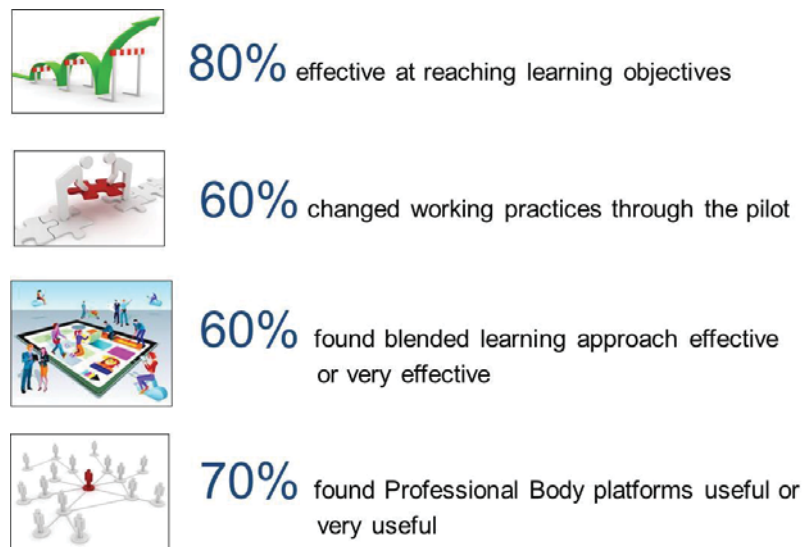 80% effective at reaching learning objectives
60% changed working practices through the pilot
60% found blended learning approach effective
or very effective
70% found Professional Body platforms useful or
very useful